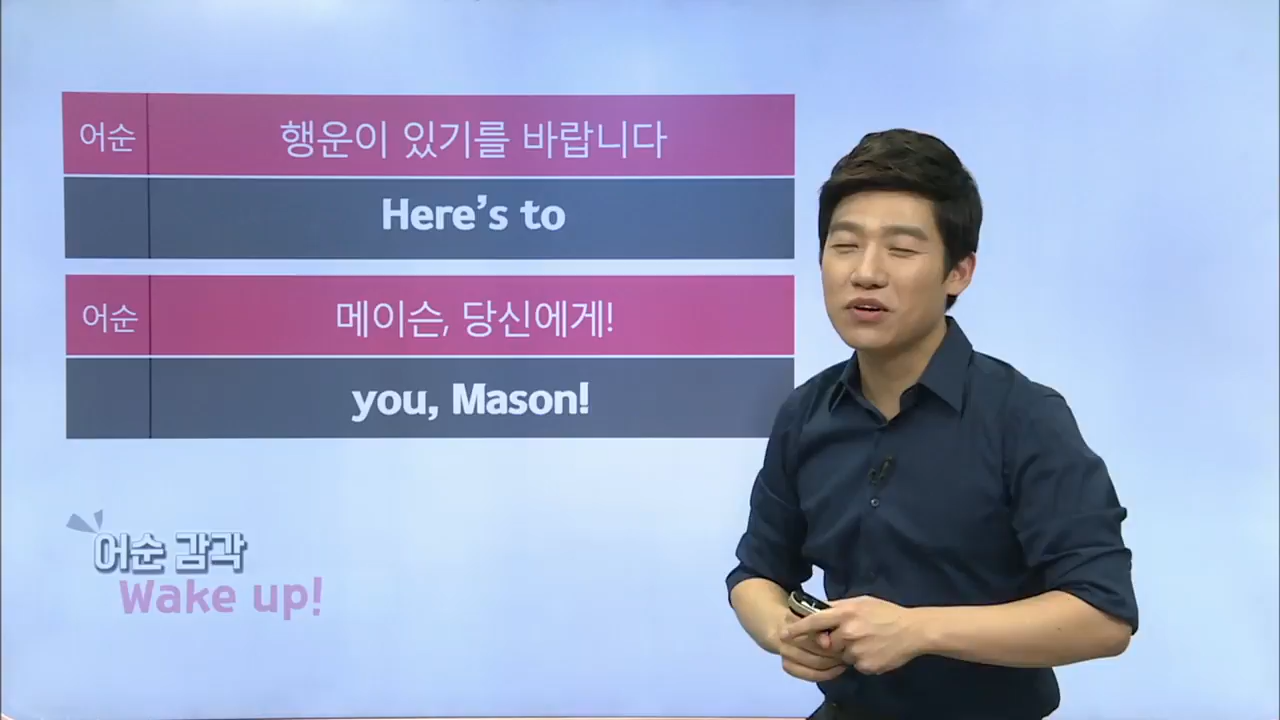 어순 행운이 있기를 바랍니다
Here's to
어순 메이슨, 당신에게!
you, Mason!
어순 감각
Wake up!